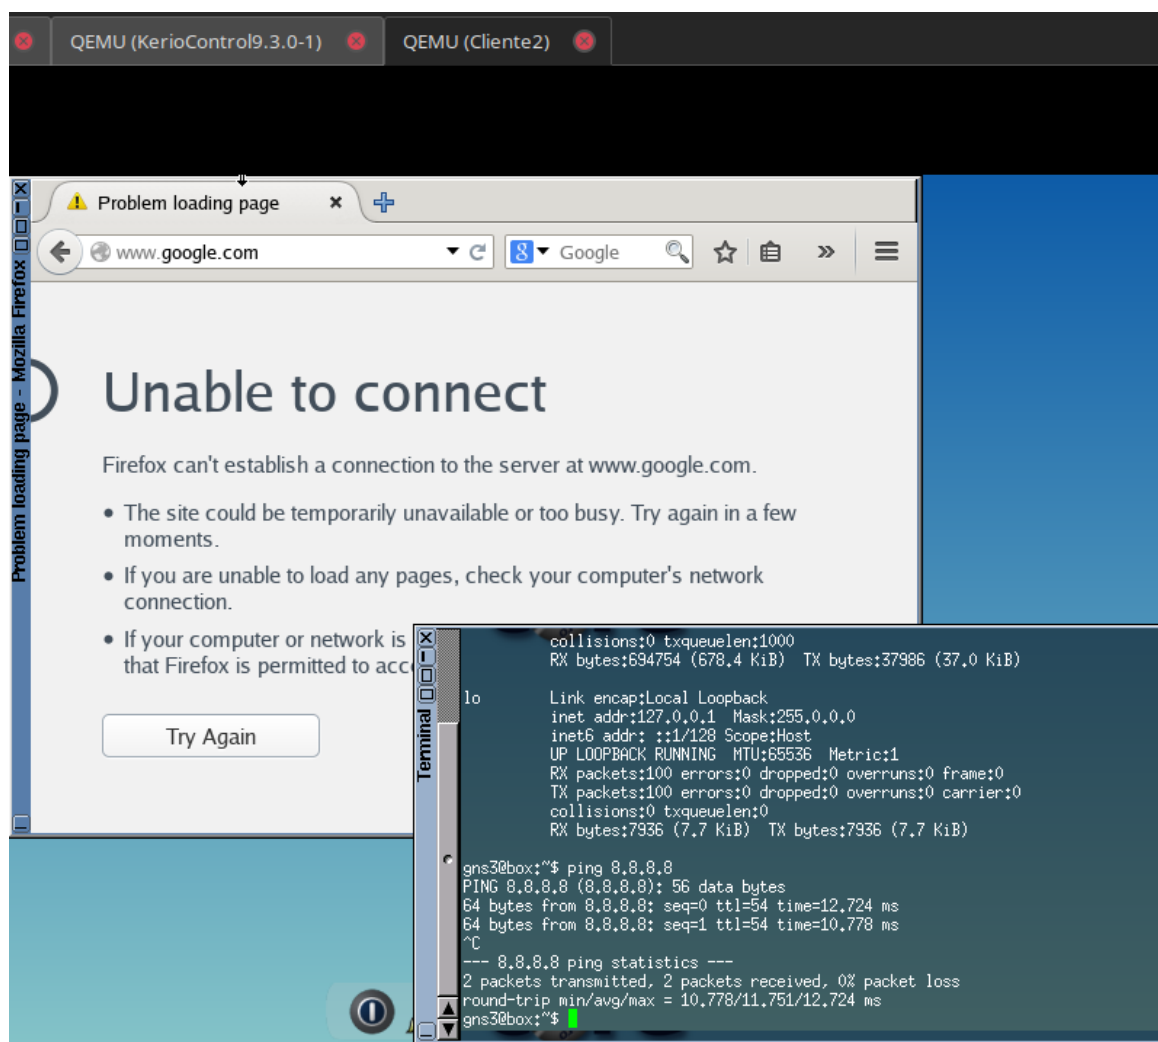 QEMU (KerioControl9.3.0-1)
QEMU (Cliente2)
Problem loading page - Mozilla Firefox
Problem loading page
www.google.com
Google
Unable to connect
Firefox can't establish a connection to the server at www.google.com.
• The site could be temporarily unavailable or too busy. Try again in a few
moments.
• If you are unable to load any pages, check your computer's network
connection.
• If your computer or network is
that Firefox is permitted to acce
Try Again
Terminal
collisions:0 txqueuelen:1000
RX bytes:694754 (678.4 KiB)  TX bytes:37986 (37.0 KiB)
lo        Link encap:Local Loopback
inet addr:127.0.0.1  Mask:255.0.0.0
inet6 addr: ::1/128 Scope:Host
UP LOOPBACK RUNNING  MTU:65536  Metric:1
RX packets:100 errors:0 dropped:0 overruns:0 frame:0
TX packets:100 errors:0 dropped:0 overruns:0 carrier:0
collisions:0 txqueuelen:0
RX bytes:7936 (7.7 KiB)  TX bytes:7936 (7.7 KiB)
gns3@box:~$ ping 8.8.8.8
PING 8.8.8.8 (8.8.8.8): 56 data bytes
64 bytes from 8.8.8.8: seq=0 ttl=54 time=12.724 ms
64 bytes from 8.8.8.8: seq=1 ttl=54 time=10.778 ms
^C
--- 8.8.8.8 ping statistics ---
2 packets transmitted, 2 packets received, 0% packet loss
round-trip min/avg/max = 10.778/11.751/12.724 ms
gns3@box:~$